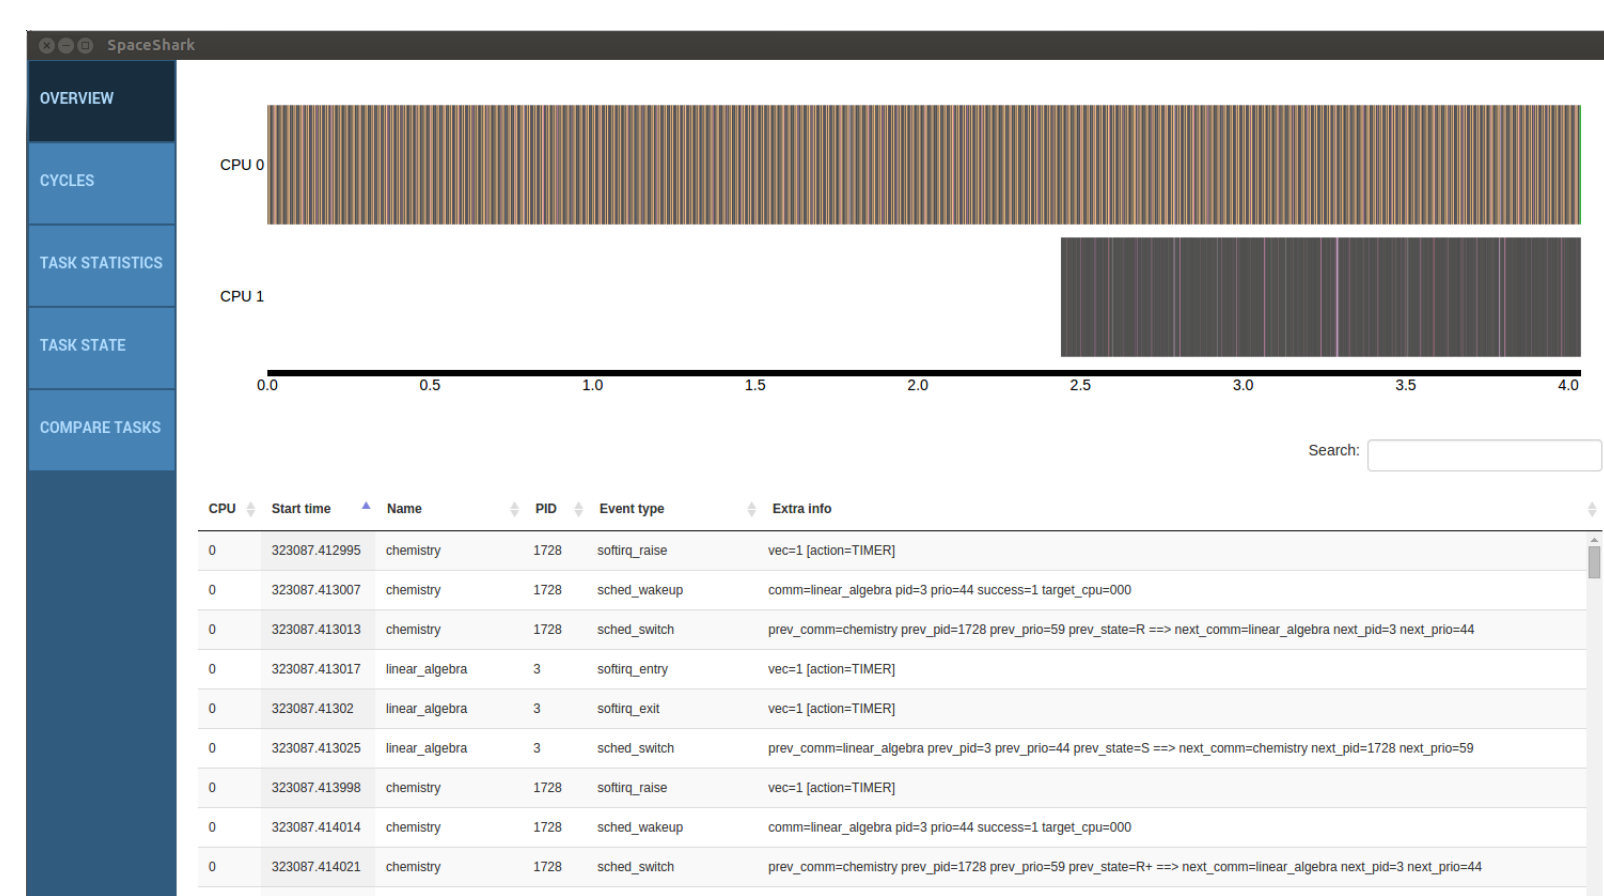 SpaceShark
OVERVIEW
CYCLES
TASK STATISTICS
TASK STATE
COMPARE TASKS
CPU 0
CPU 1
0.0 0.5 1.0 1.5 2.0 2.5 3.0 3.5 4.0
Search:
CPU Start time Name PID Event type Extra info
0 323087.412995 chemistry 1728 softirq_raise vec=1 [action=TIMER]
0 323087.413007 chemistry 1728 sched_wakeup comm=linear_algebra pid=3 prio=44 success=1 target_cpu=000
0 323087.413013 chemistry 1728 sched_switch prev_comm=chemistry prev_pid=1728 prev_prio=59 prev_state=R ==> next_comm=linear_algebra next_pid=3 next_prio=44
0 323087.413017 linear_algebra 3 softirq_entry vec=1 [action=TIMER]
0 323087.41302 linear_algebra 3 softirq_exit vec=1 [action=TIMER]
0 323087.413025 linear_algebra 3 sched_switch prev_comm=linear_algebra prev_pid=3 prev_prio=44 prev_state=S ==> next_comm=chemistry next_pid=1728 next_prio=59
0 323087.413998 chemistry 1728 softirq_raise vec=1 [action=TIMER]
0 323087.414014 chemistry 1728 sched_wakeup comm=linear_algebra pid=3 prio=44 success=1 target_cpu=000
0 323087.414021 chemistry 1728 sched_switch prev_comm=chemistry prev_pid=1728 prev_prio=59 prev_state=R+ ==> next_comm=linear_algebra next_pid=3 next_prio=44